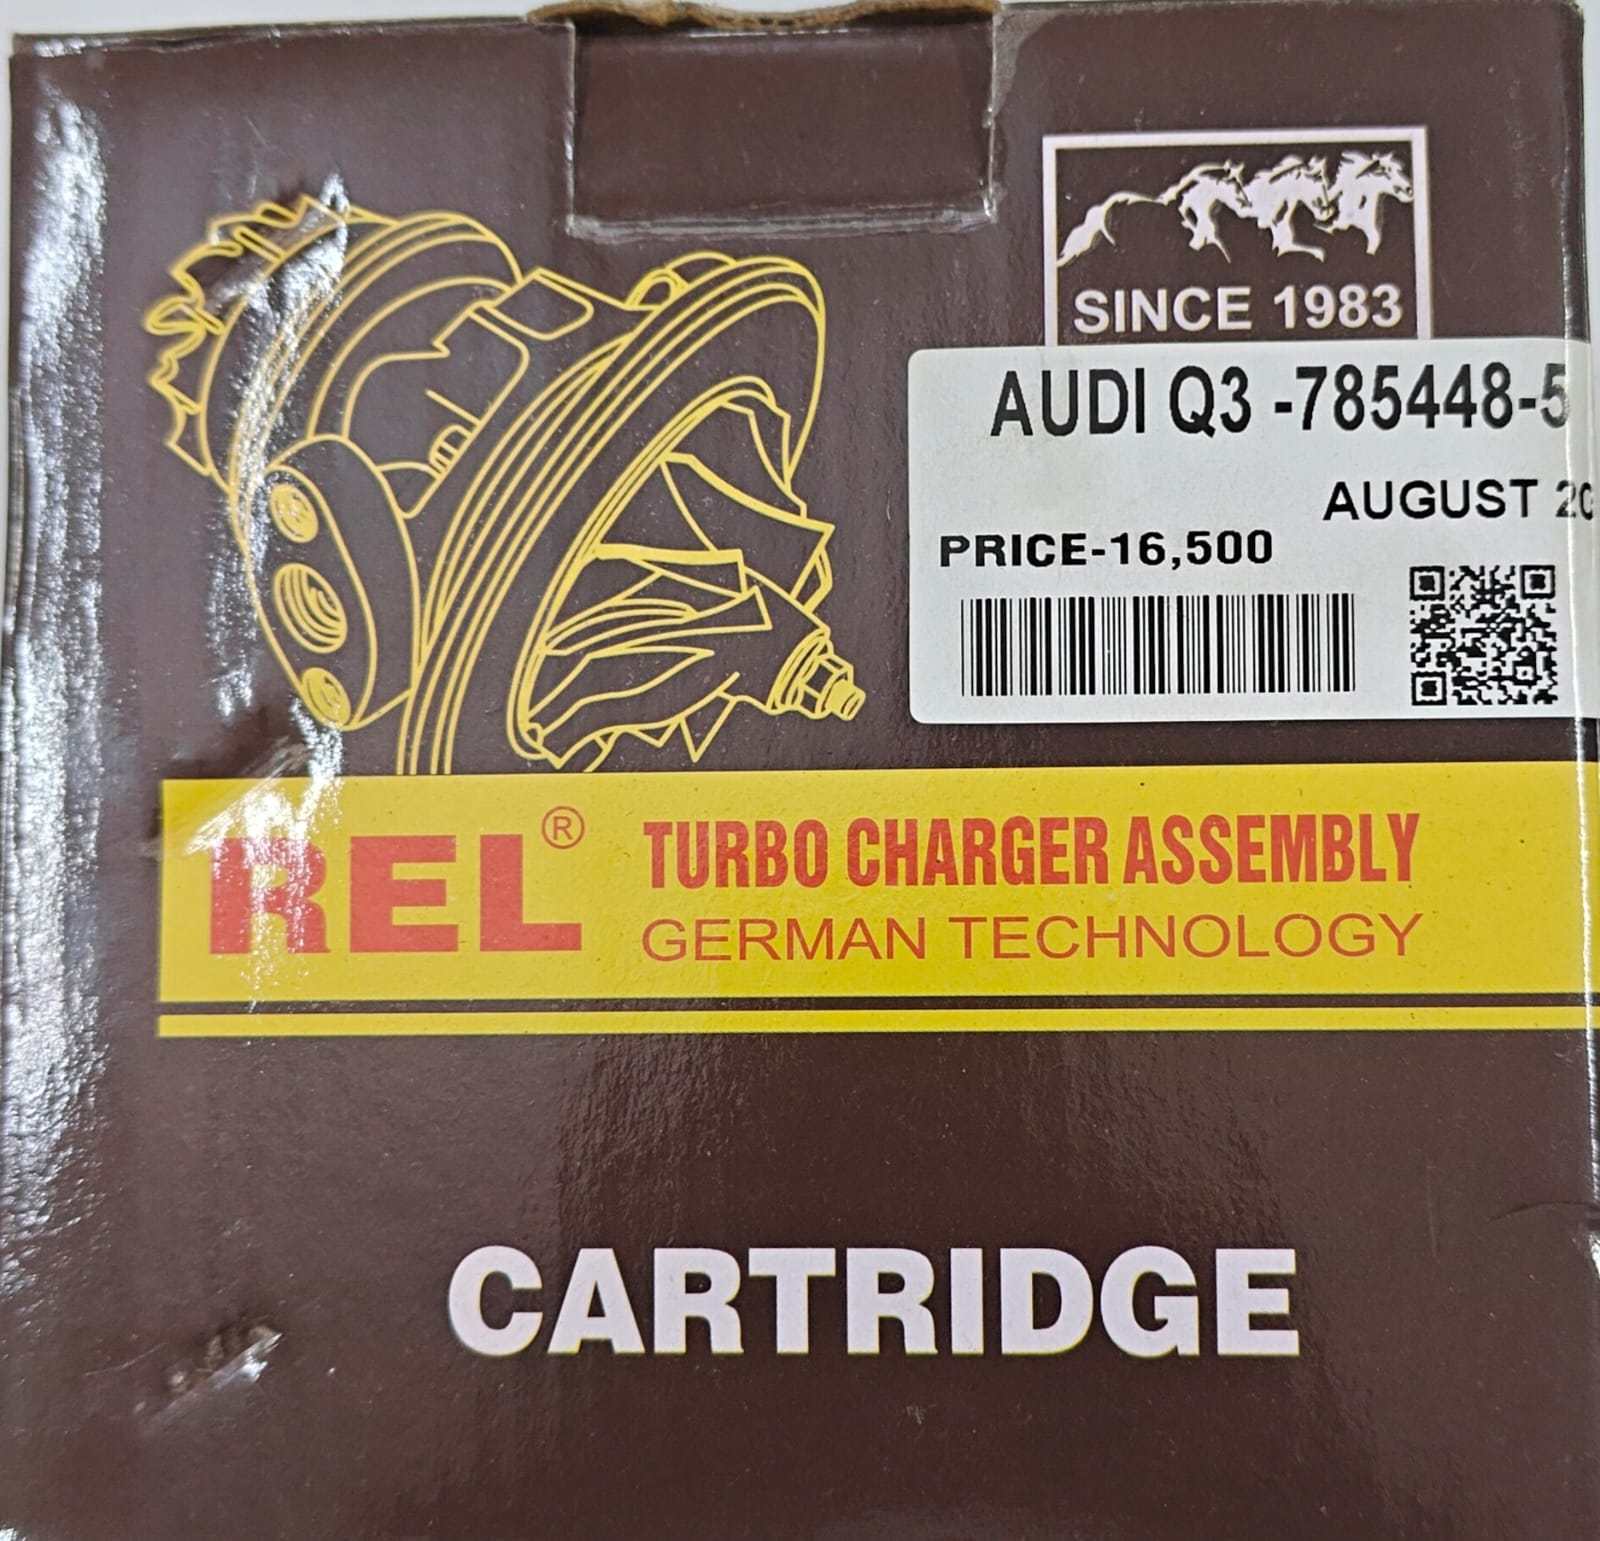 SINCE 1983
AUDI Q3 -785448-5
AUGUST 20
PRICE-16,500
REL®
TURBO CHARGER ASSEMBLY
GERMAN TECHNOLOGY
CARTRIDGE